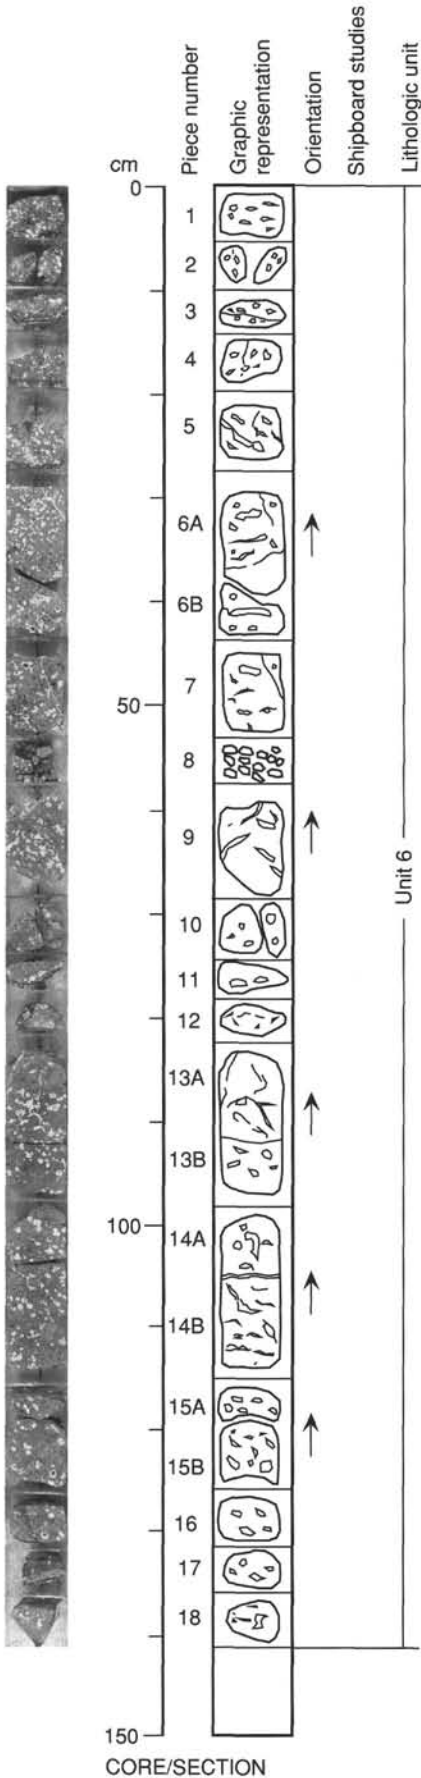 cm
Piece number
Graphic
representation
Orientation
Shipboard studies
Lithologic unit
0
1
2
3
4
5
6A
6B
50
7
8
9
Unit 6
10
11
12
13A
13B
100
14A
14B
15A
15B
16
17
18
150
CORE/SECTION